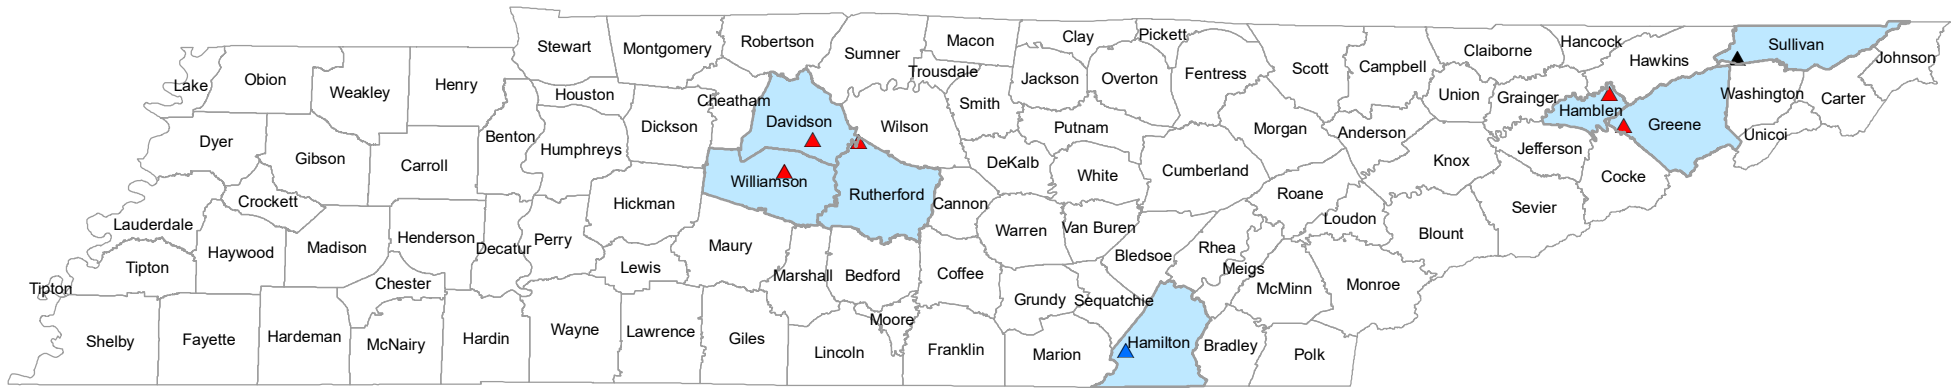 Stewart
Montgomery
Robertson
Sumner
Macon
Clay
Pickett
Trousdale
Jackson
Overton
Fentress
Scott
Campbell
Claiborne
Hancock
Hawkins
Sullivan
Johnson
Lake
Obion
Weakley
Henry
Houston
Cheatham
Smith
Union
Grainger
Washington
Carter
Benton
Dickson
Davidson
Wilson
Putnam
Morgan
Anderson
Hamblen
Greene
Unicoi
Dyer
Gibson
Carroll
Humphreys
DeKalb
White
Cumberland
Knox
Jefferson
Cocke
Crockett
Hickman
Williamson
Rutherford
Cannon
Roane
Loudon
Sevier
Lauderdale
Haywood
Madison
Henderson
Decatur
Perry
Maury
Warren
Van Buren
Rhea
Blount
Tipton
Chester
Lewis
Marshall
Bedford
Coffee
Bledsoe
Meigs
McMinn
Monroe
Tipton
Grundy
Sequatchie
Shelby
Fayette
Hardeman
McNairy
Hardin
Wayne
Lawrence
Giles
Moore
Lincoln
Franklin
Marion
Hamilton
Bradley
Polk